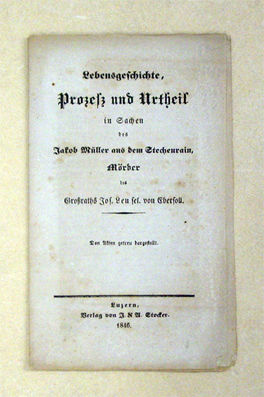 Lebensgeschichte,
Prozeß und Urtheil
in Sachen
des
Jakob Müller aus dem Stechenrain,
Mörder
des
Großraths Jos. Leu sel. von Ebersoll.
Den Akten getreu dargestellt.
Luzern,
Verlag von J. & A. Stocker.
1846.